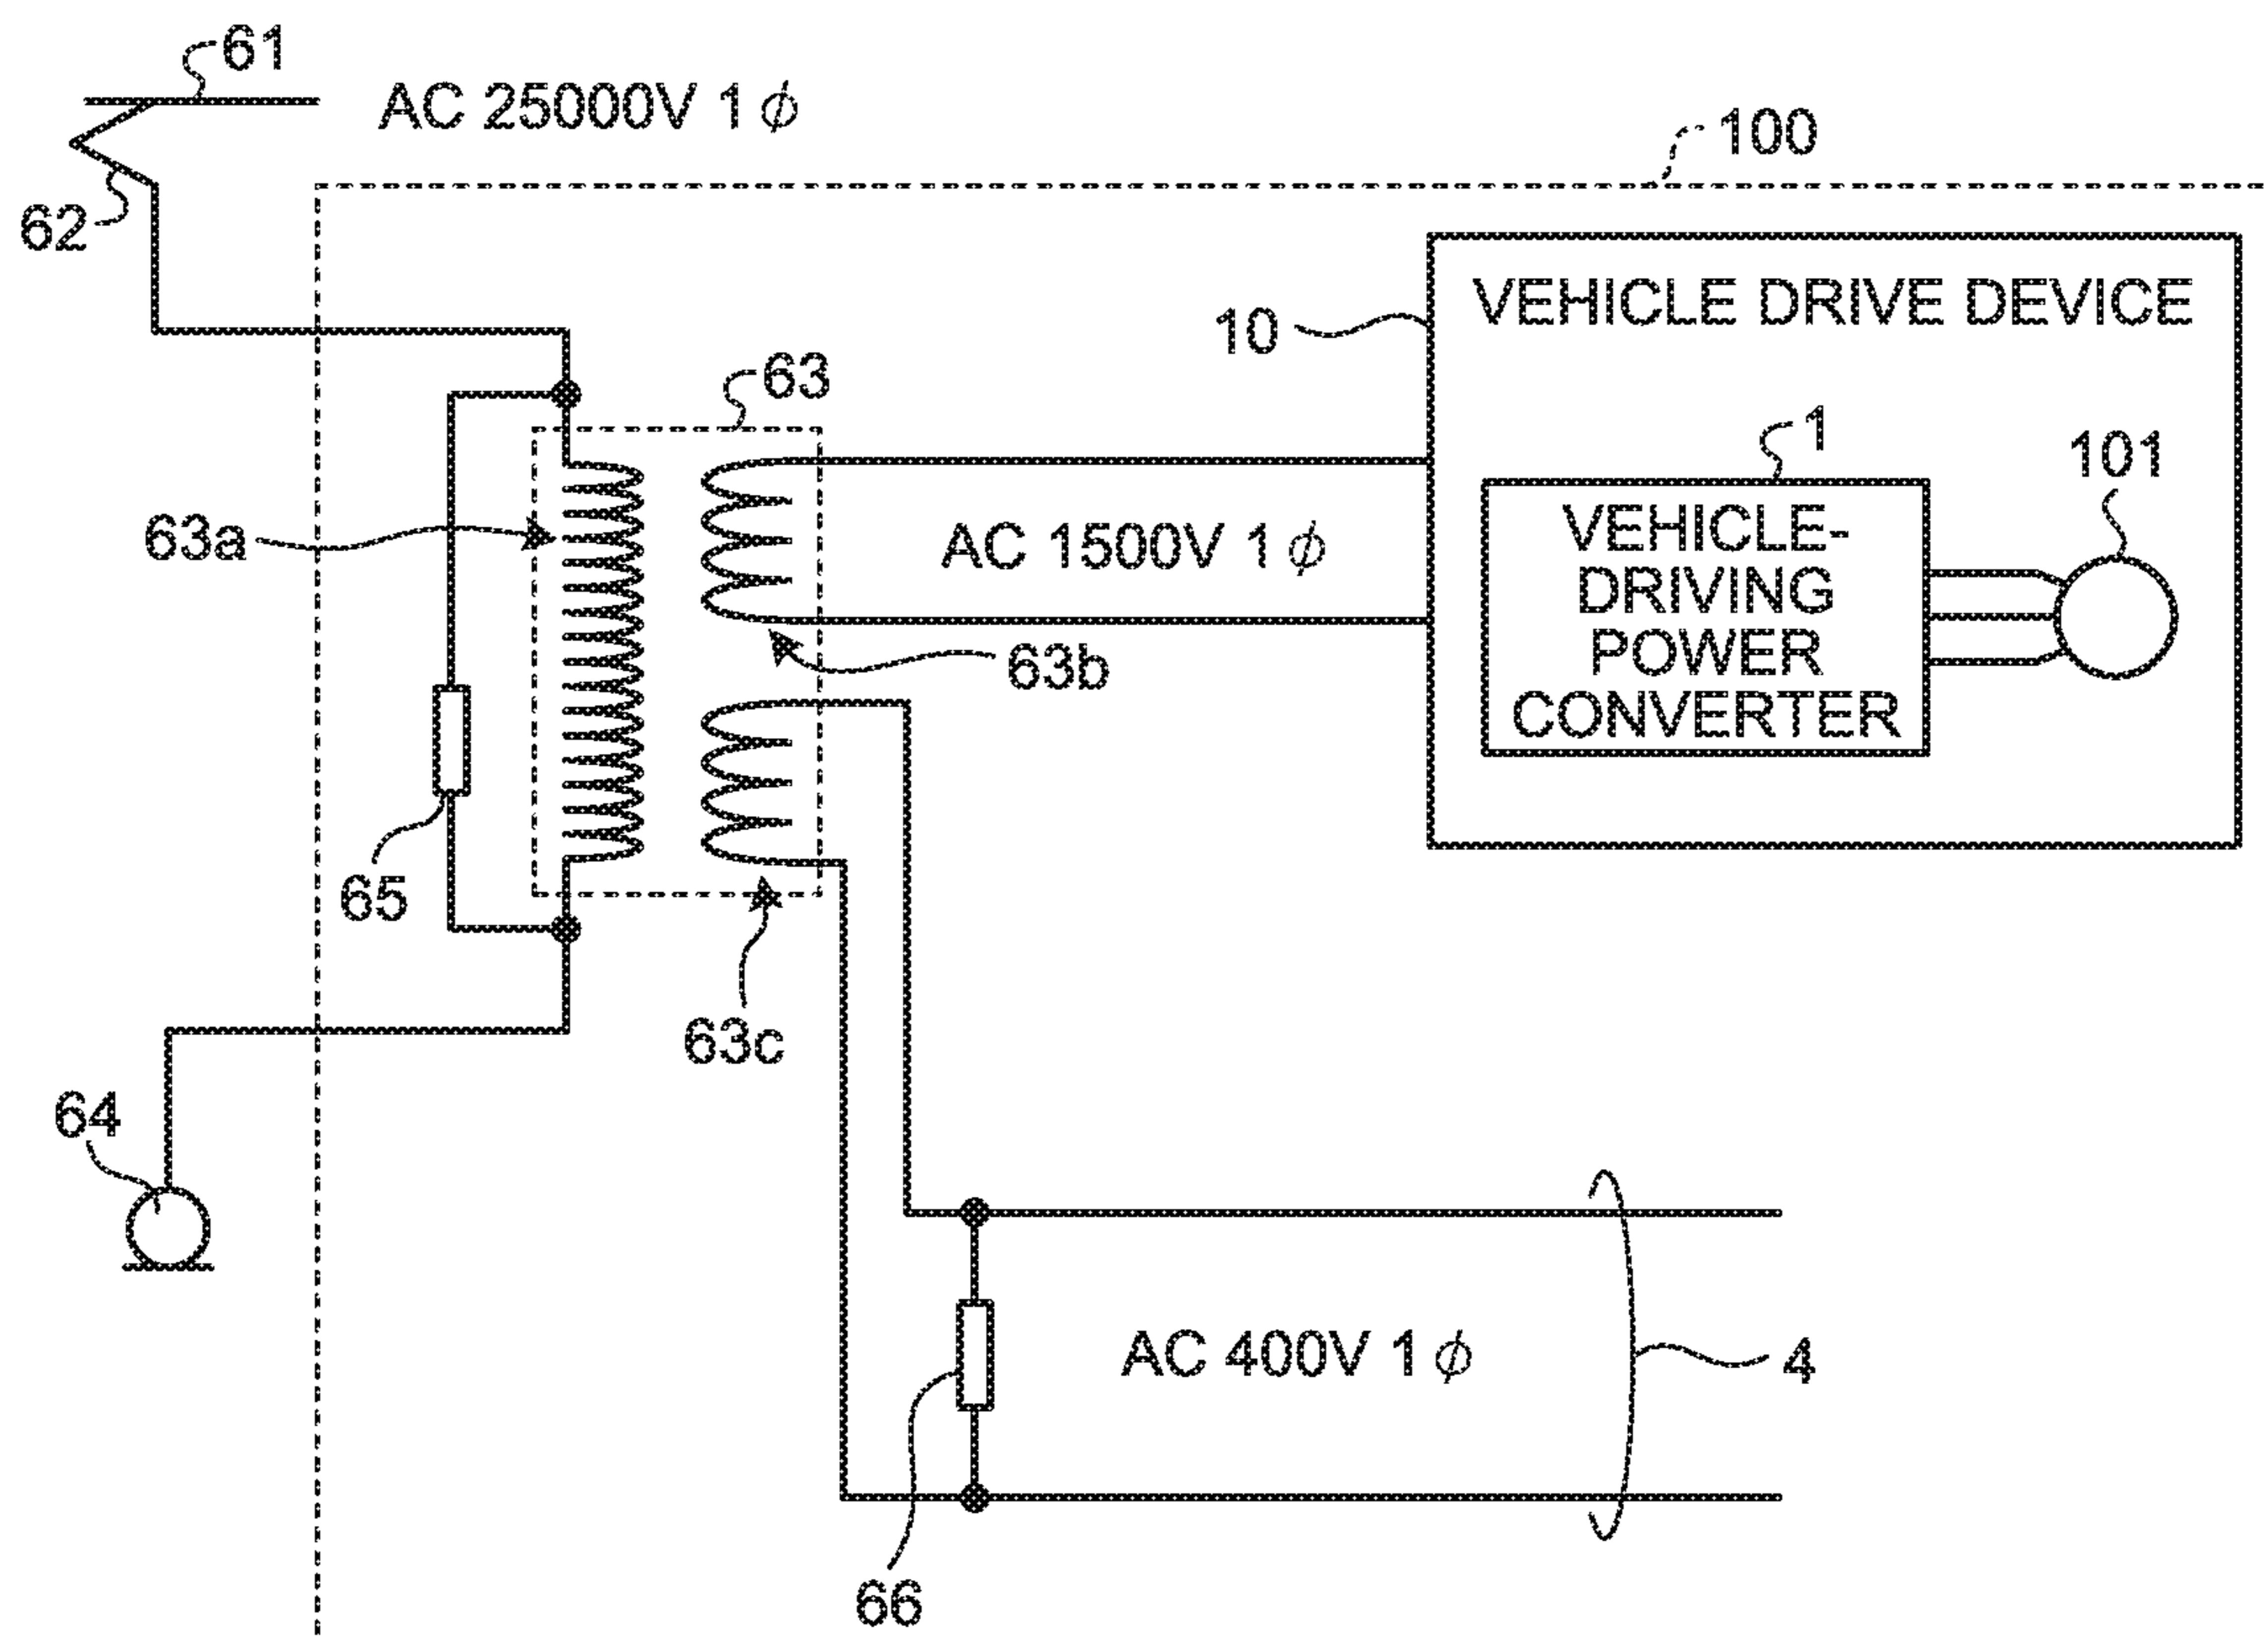 61
AC 25000V 1ϕ
100
62
VEHICLE DRIVE DEVICE
10
63
1
101
63a
AC 1500V 1ϕ
VEHICLE-
DRIVING
POWER
CONVERTER
63b
65
63c
64
AC 400V 1ϕ
4
66